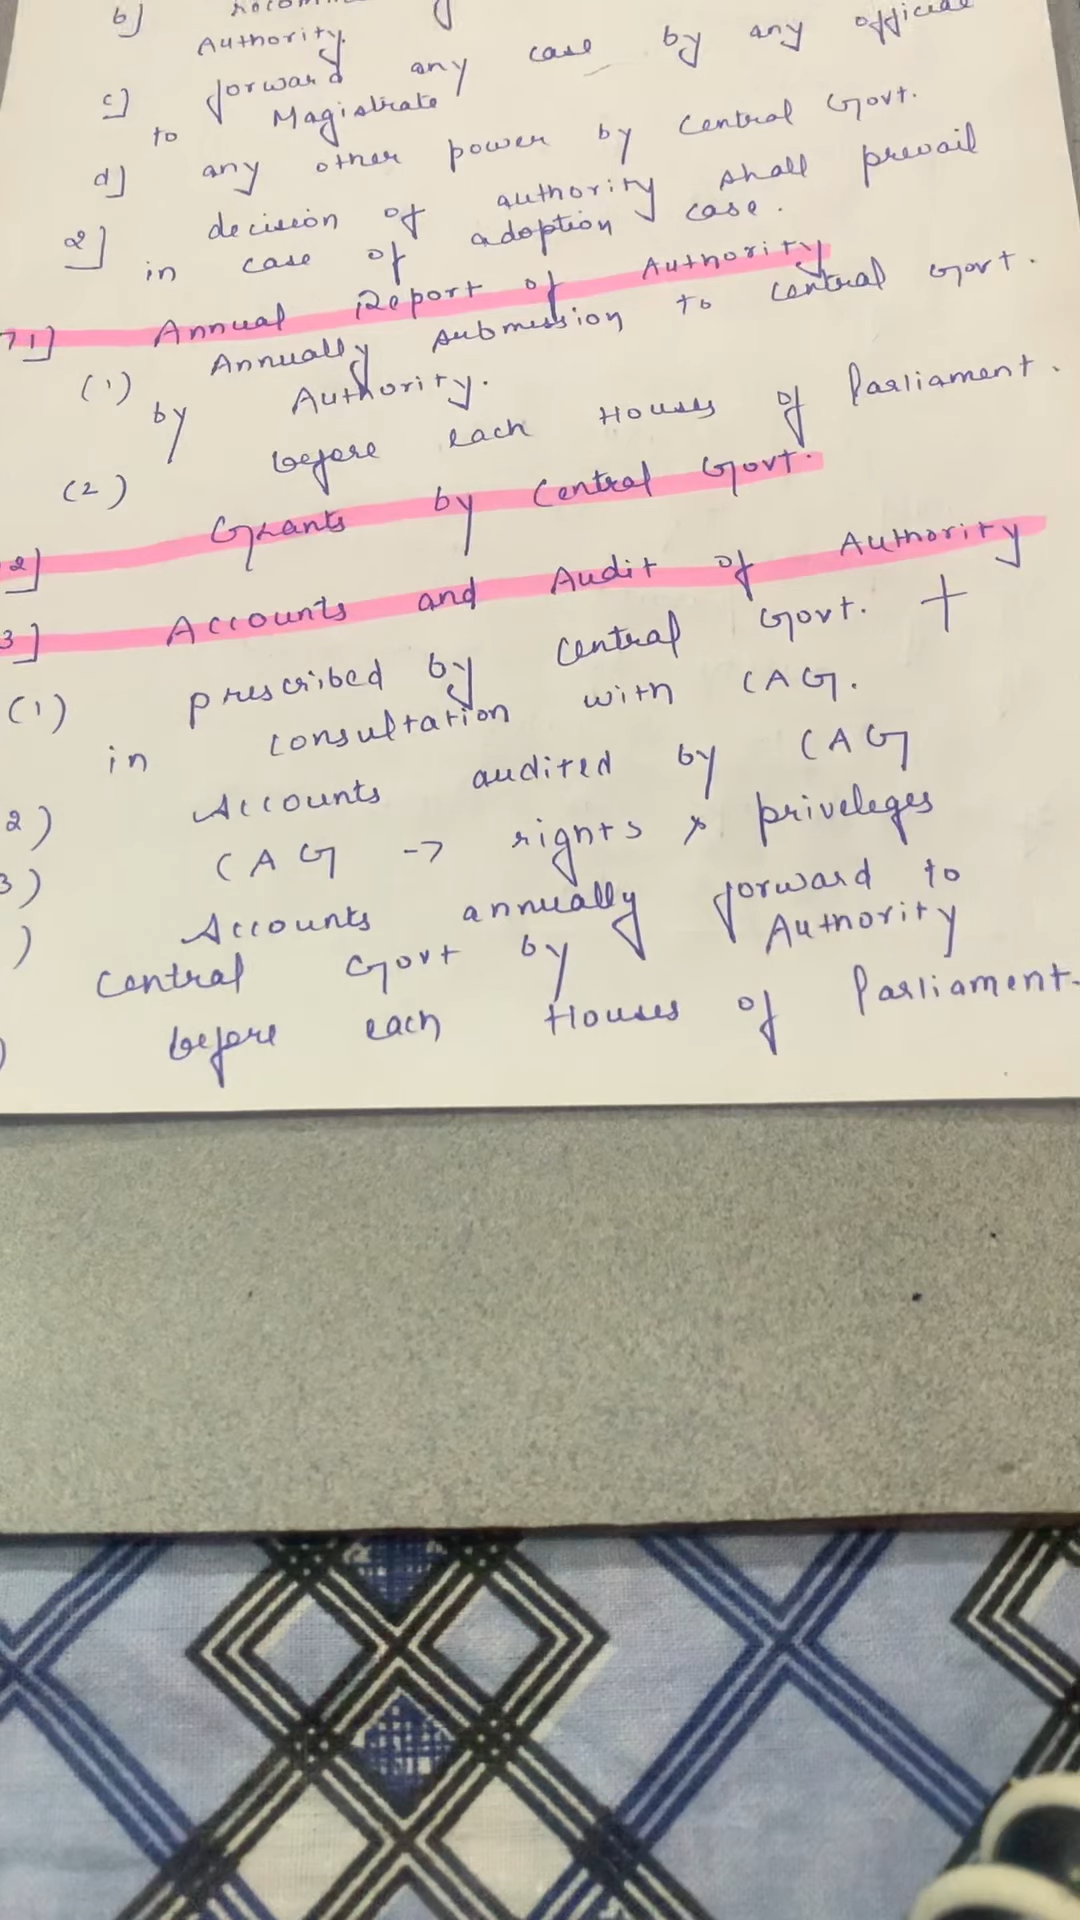 b]
Authority.
c] forward any case by any official
to Magistrate
d] any other power by Central Govt.
2] decision of authority shall prevail
in case of adoption case.
71] Annual Report of Authority
(1) Annually submission to central Govt.
by Authority.
(2) before each Houses of Parliament.
2] Grants by Central Govt.
3] Accounts and Audit of Authority
(1) prescribed by central Govt. +
in consultation with CAG.
2) Accounts audited by CAG
3) CAG -> rights & priveleges
) Accounts annually forward to
central Govt by Authority
) before each Houses of Parliament.